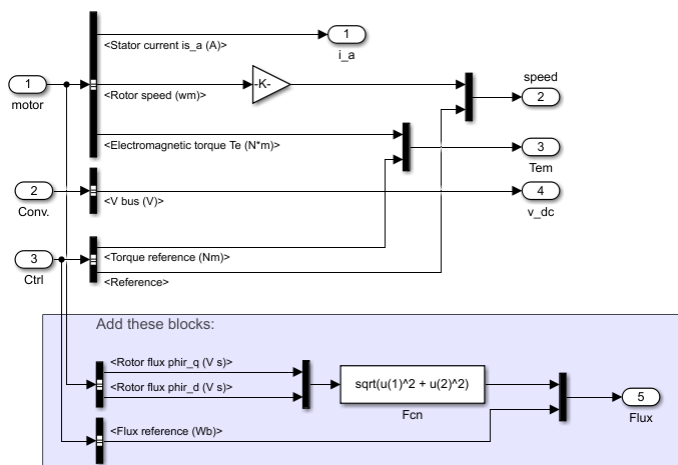 1
motor
<Stator current is_a (A)>
1
i_a
<Rotor speed (wm)>
-K-
speed
2
<Electromagnetic torque Te (N*m)>
3
Tem
2
Conv.
<V bus (V)>
4
v_dc
3
Ctrl
<Torque reference (Nm)>
<Reference>
Add these blocks:
<Rotor flux phir_q (V s)>
<Rotor flux phir_d (V s)>
sqrt(u(1)^2 + u(2)^2)
Fcn
5
Flux
<Flux reference (Wb)>